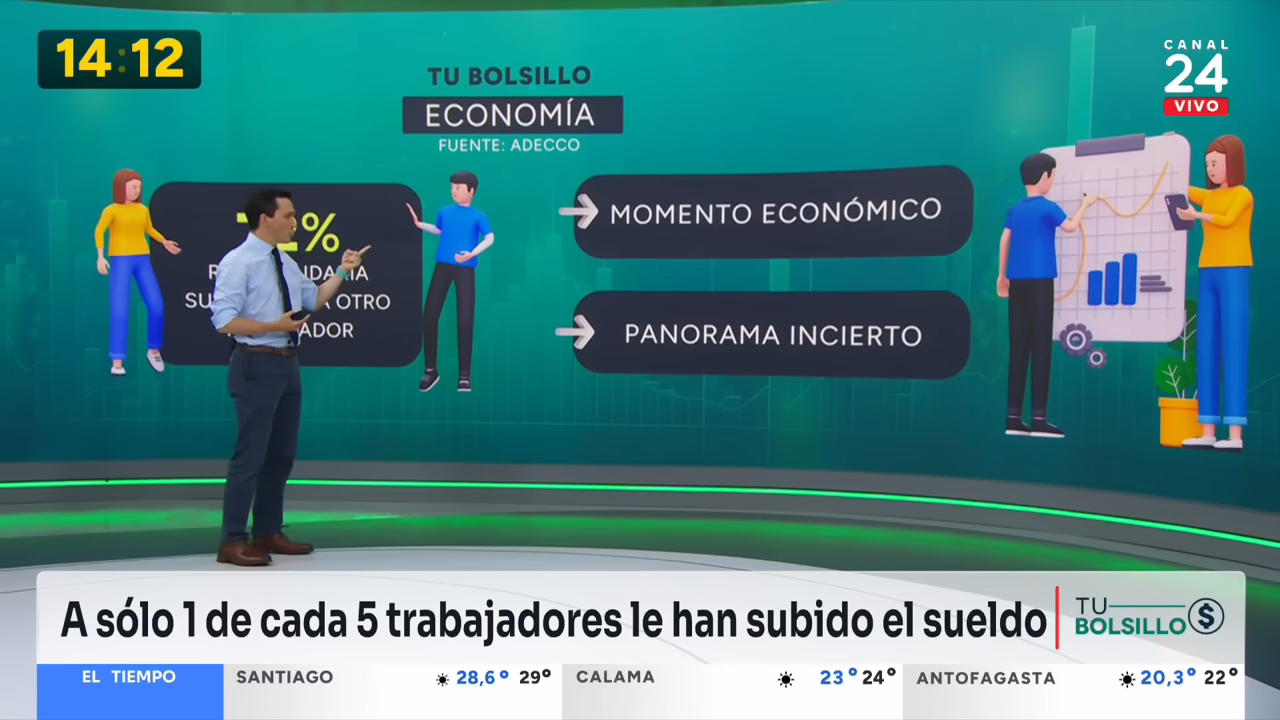 14:12
CANAL
24
VIVO
TU BOLSILLO
ECONOMÍA
FUENTE: ADECCO
%
OTRO
MOMENTO ECONÓMICO
PANORAMA INCIERTO
A sólo 1 de cada 5 trabajadores le han subido el sueldo
TU
BOLSILLO
$
EL TIEMPO
SANTIAGO 28,6° 29°
CALAMA 23° 24°
ANTOFAGASTA 20,3° 22°